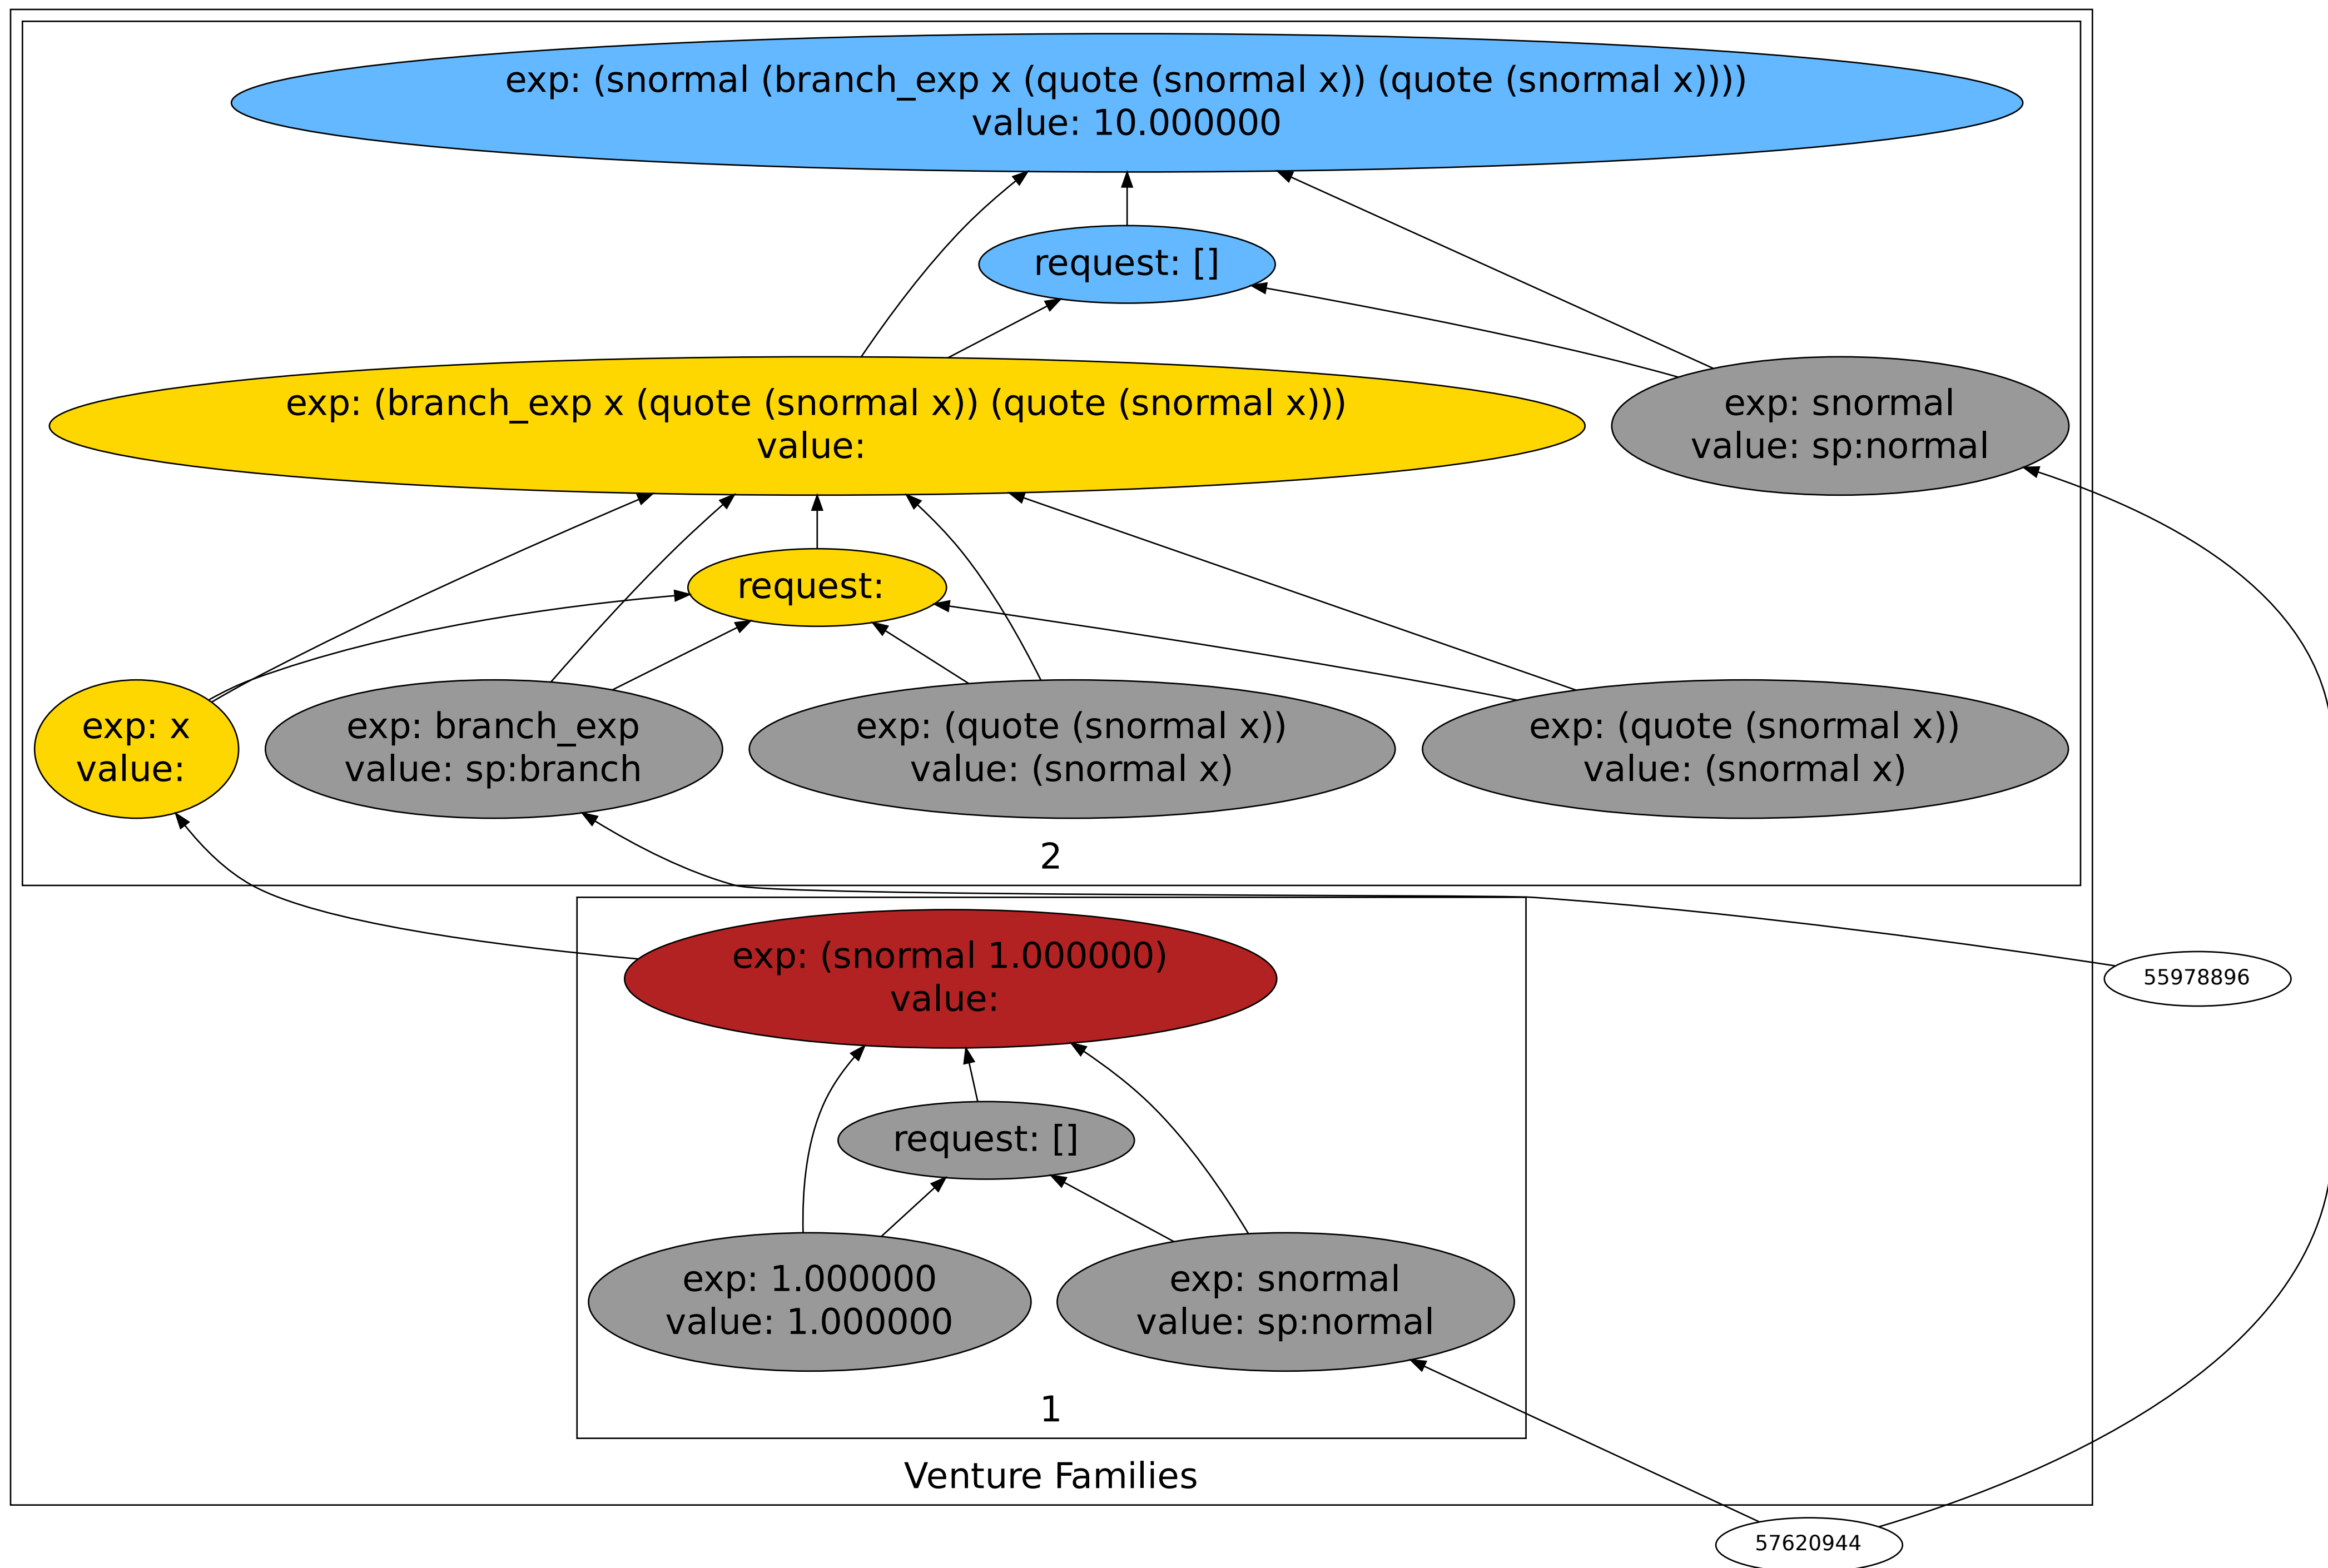 exp: (snormal (branch_exp x (quote (snormal x)) (quote (snormal x))))
value: 10.000000
request: []
exp: (branch_exp x (quote (snormal x)) (quote (snormal x)))
value:
exp: snormal
value: sp:normal
request:
exp: x
value:
exp: branch_exp
value: sp:branch
exp: (quote (snormal x))
value: (snormal x)
exp: (quote (snormal x))
value: (snormal x)
2
exp: (snormal 1.000000)
value:
55978896
request: []
exp: 1.000000
value: 1.000000
exp: snormal
value: sp:normal
1
Venture Families
57620944